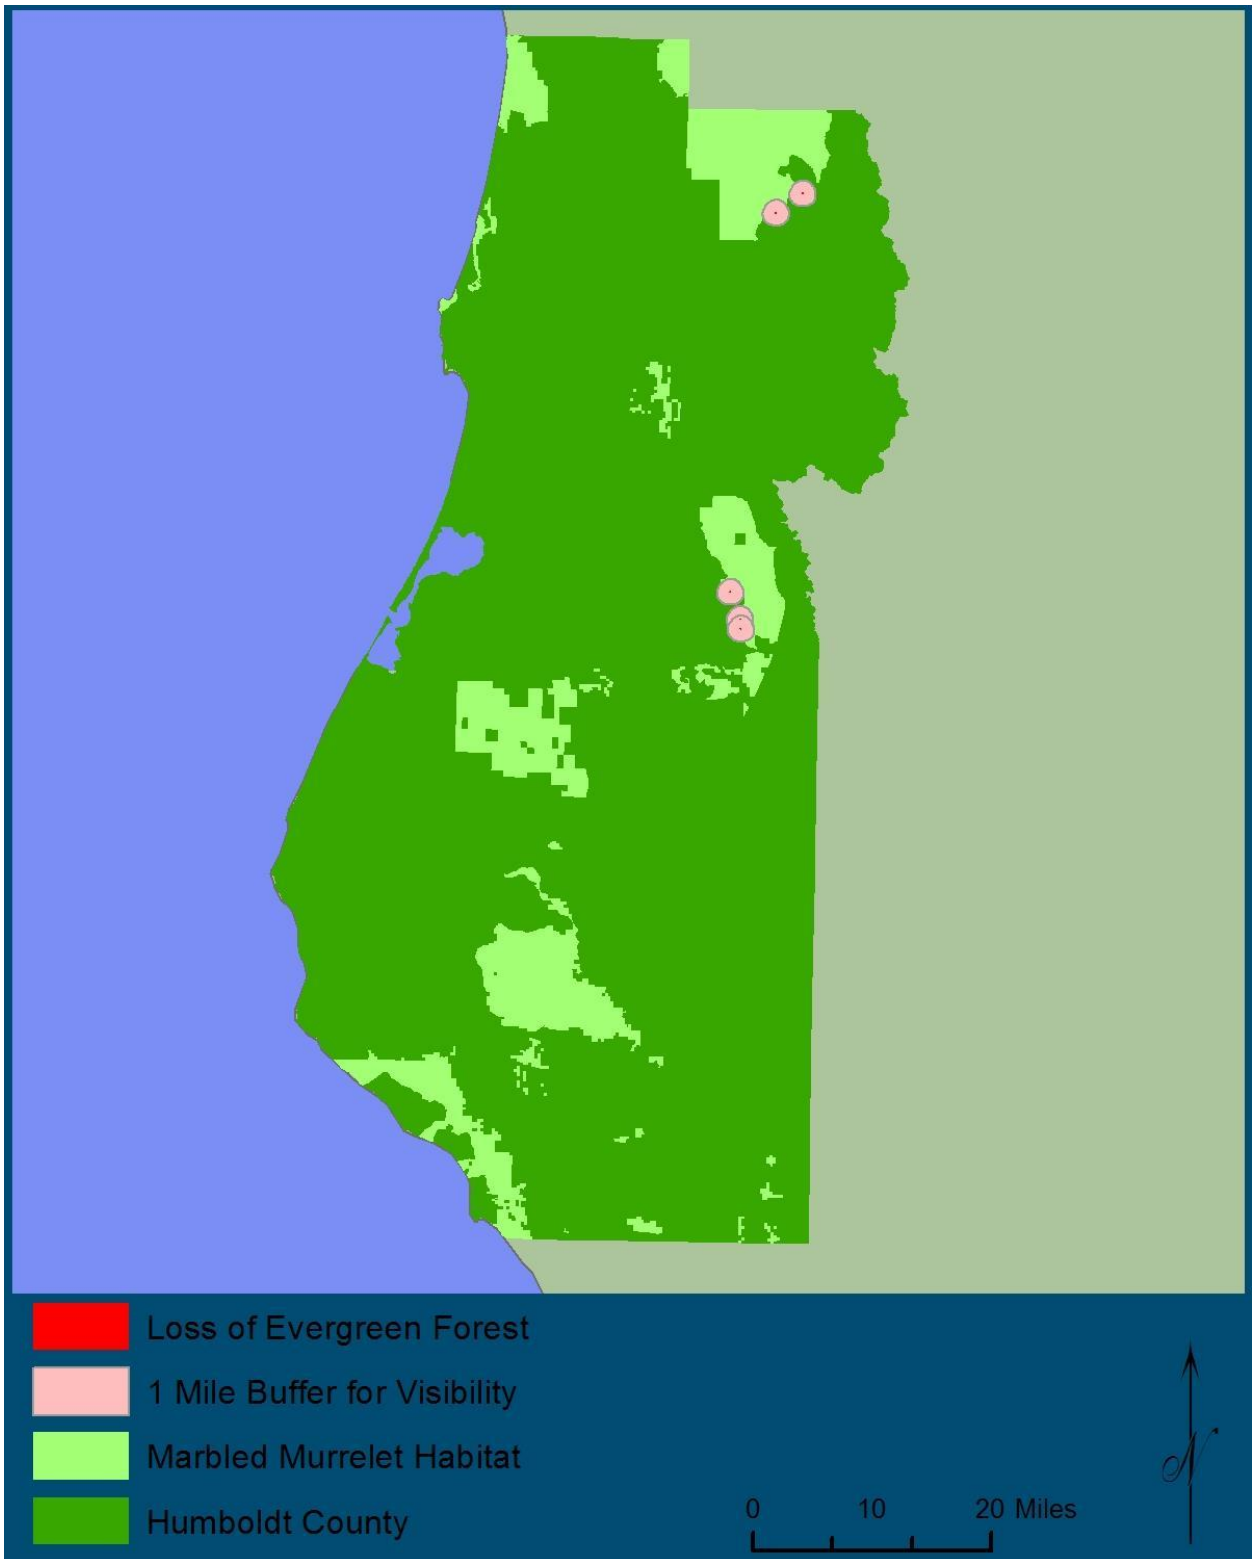 Loss of Evergreen Forest
1 Mile Buffer for Visibility
Marbled Murrelet Habitat
Humboldt County
0 10 20 Miles
N